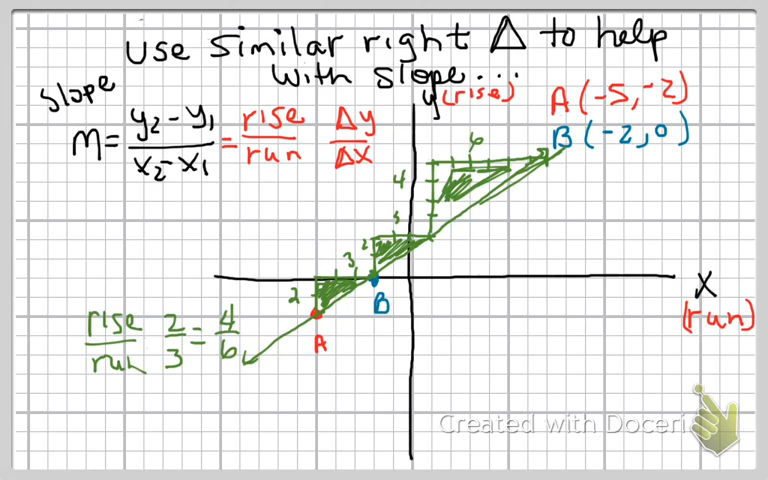 Use similar right △ to help
with slope...
slope
m = y₂ - y₁ / x₂ - x₁ = rise / run Δy / Δx
y (rise)
A (-5, -2)
B (-2, 0)
6
4
3
2
3
2
B
A
x
(run)
rise / run 2/3 = 4/6
Created with Doceri